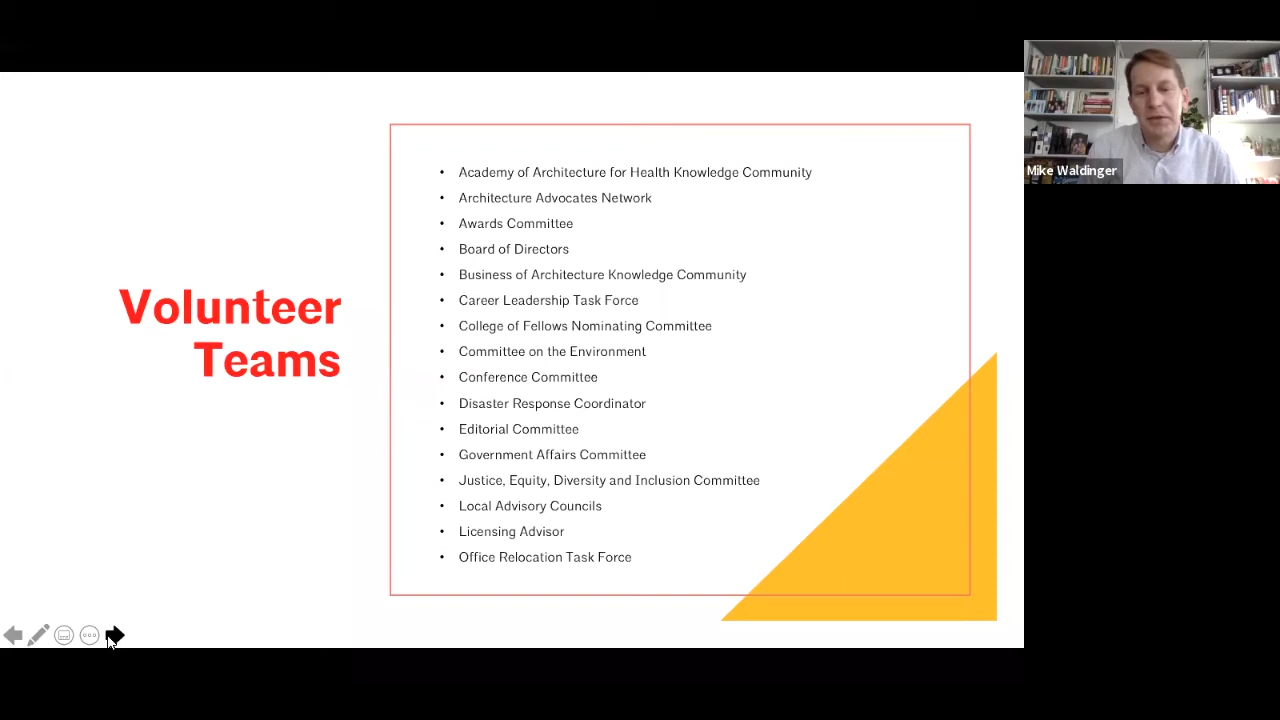 Volunteer
Teams
• Academy of Architecture for Health Knowledge Community
• Architecture Advocates Network
• Awards Committee
• Board of Directors
• Business of Architecture Knowledge Community
• Career Leadership Task Force
• College of Fellows Nominating Committee
• Committee on the Environment
• Conference Committee
• Disaster Response Coordinator
• Editorial Committee
• Government Affairs Committee
• Justice, Equity, Diversity and Inclusion Committee
• Local Advisory Councils
• Licensing Advisor
• Office Relocation Task Force
Mike Waldinger